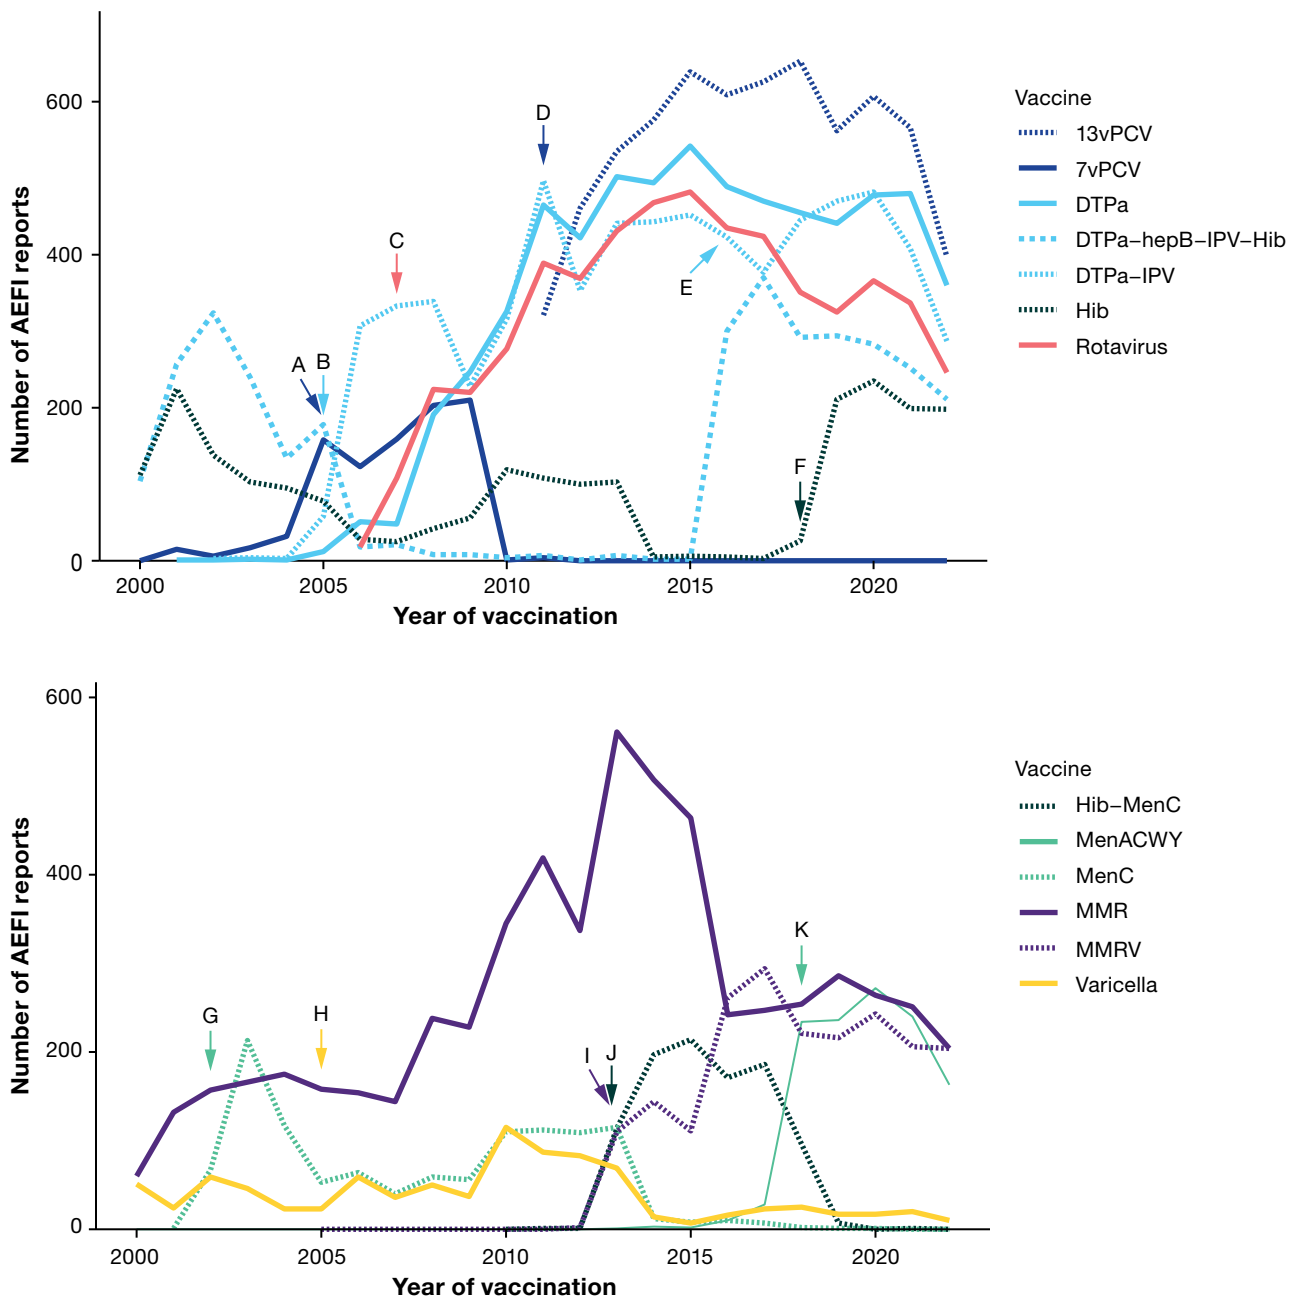 Number of AEFI reports
600
400
200
0
A
B
C
D
E
F
2000
2005
2010
2015
2020
Year of vaccination
Vaccine
13vPCV
7vPCV
DTPa
DTPa–hepB–IPV–Hib
DTPa–IPV
Hib
Rotavirus
Number of AEFI reports
600
400
200
0
G
H
I
J
K
2000
2005
2010
2015
2020
Year of vaccination
Vaccine
Hib–MenC
MenACWY
MenC
MMR
MMRV
Varicella